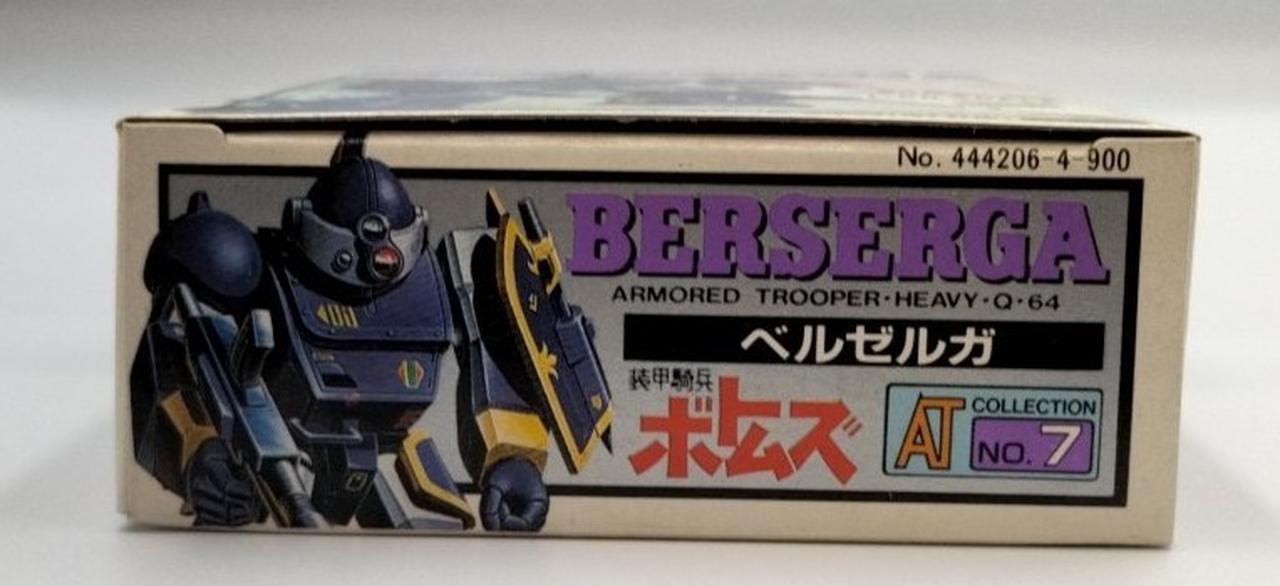 No. 444206-4-900
BERSERGA
ARMORED TROOPER·HEAVY·Q·64
ベルゼルガ
装甲騎兵
ボトムズ
AT COLLECTION
NO. 7